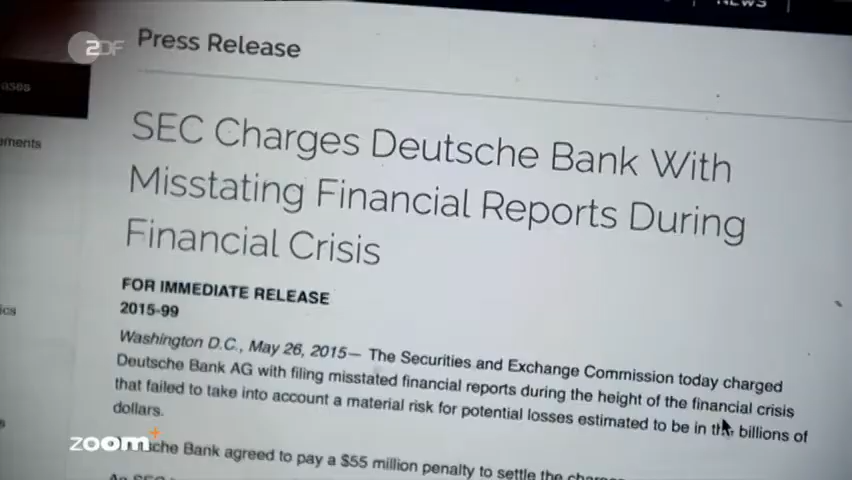 NEWS
ZDF
Press Release
SEC Charges Deutsche Bank With
Misstating Financial Reports During
Financial Crisis
FOR IMMEDIATE RELEASE
2015-99
Washington D.C., May 26, 2015— The Securities and Exchange Commission today charged
Deutsche Bank AG with filing misstated financial reports during the height of the financial crisis
that failed to take into account a material risk for potential losses estimated to be in the billions of
dollars.
Bank agreed to pay a $55 million penalty to settle the
zoom+